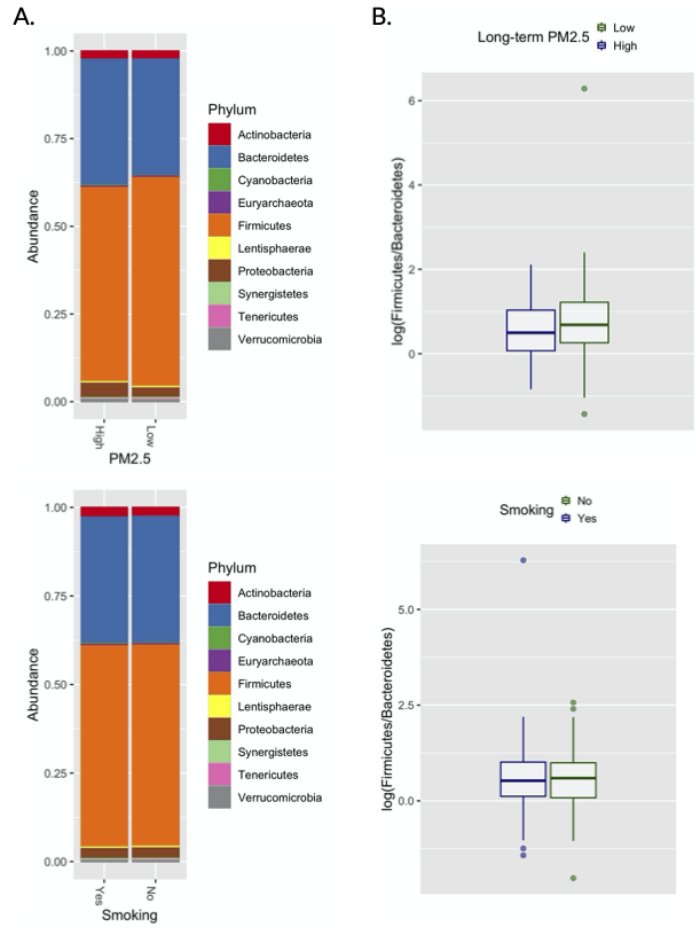 A.
1.00
0.75
0.50
0.25
0.00
Abundance
High
Low
PM2.5
Phylum
Actinobacteria
Bacteroidetes
Cyanobacteria
Euryarchaeota
Firmicutes
Lentisphaerae
Proteobacteria
Synergistetes
Tenericutes
Verrucomicrobia
B.
Long-term PM2.5
Low
High
6
4
2
0
log(Firmicutes/Bacteroidetes)
1.00
0.75
0.50
0.25
0.00
Abundance
Yes
No
Smoking
Phylum
Actinobacteria
Bacteroidetes
Cyanobacteria
Euryarchaeota
Firmicutes
Lentisphaerae
Proteobacteria
Synergistetes
Tenericutes
Verrucomicrobia
Smoking
No
Yes
5.0
2.5
0.0
log(Firmicutes/Bacteroidetes)